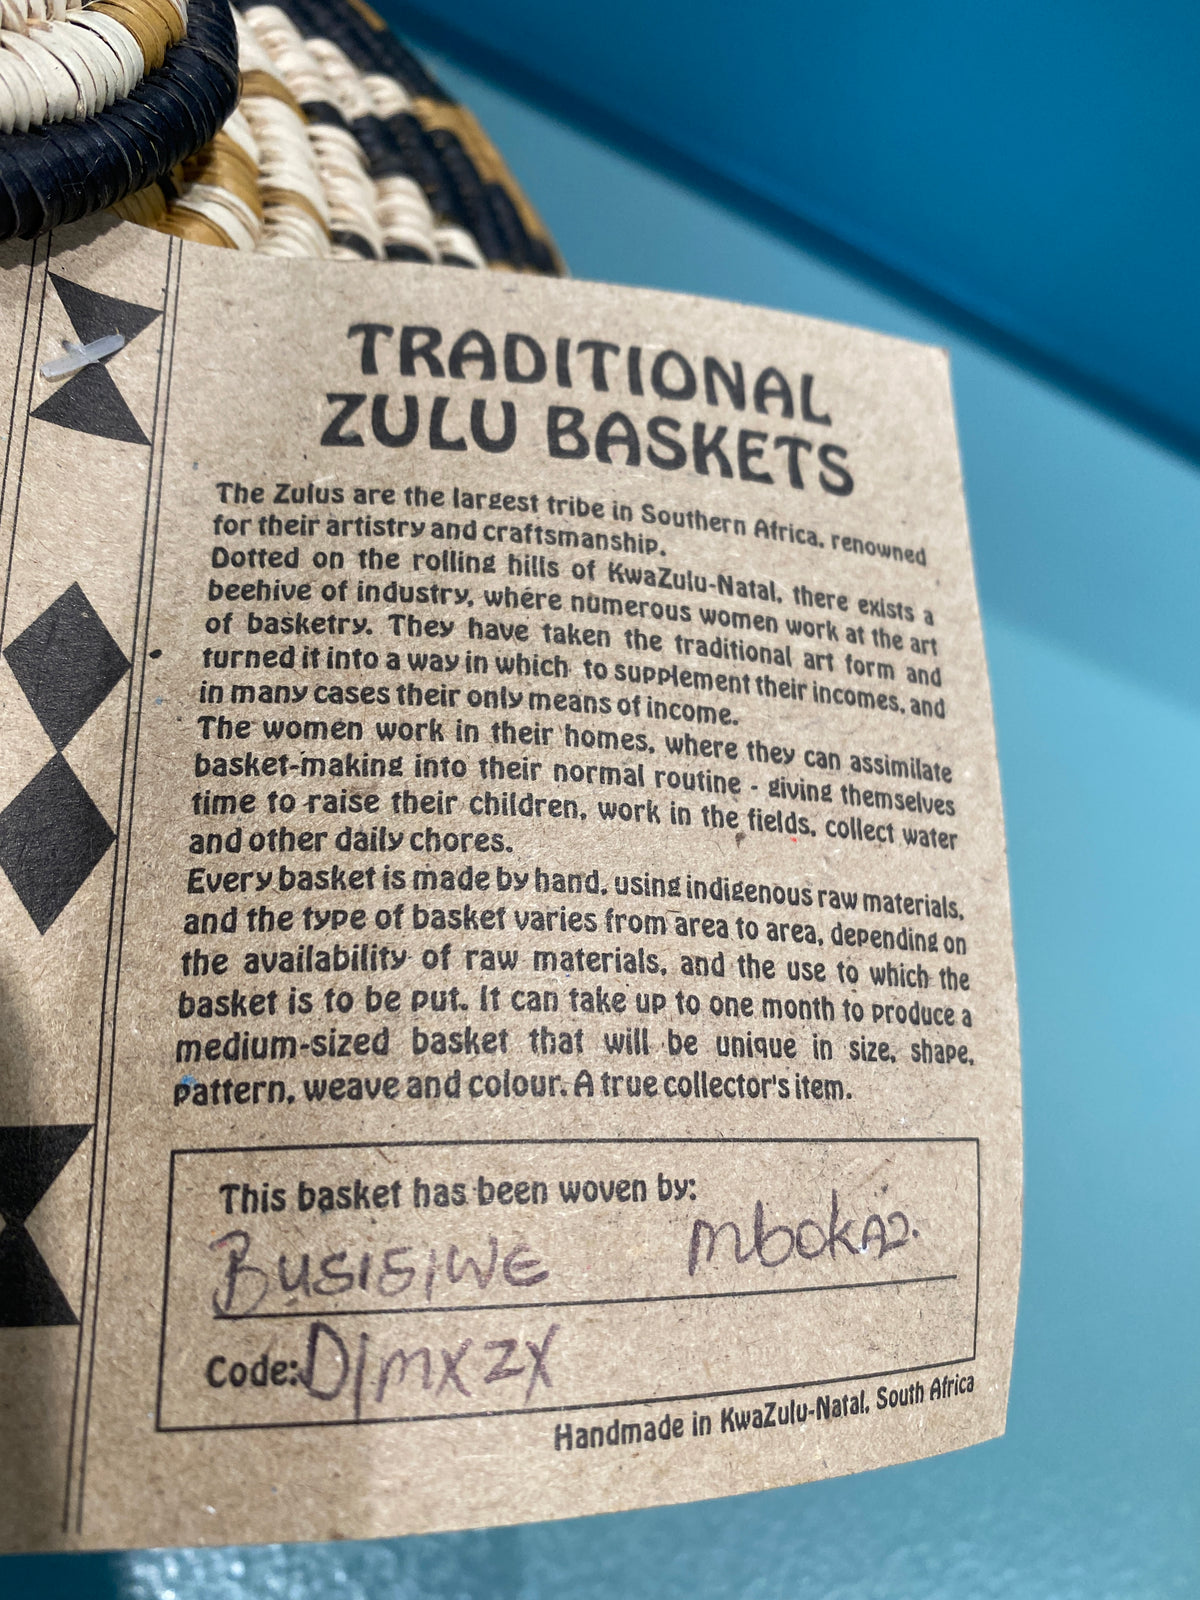 TRADITIONAL
ZULU BASKETS
The Zulus are the largest tribe in Southern Africa, renowned
for their artistry and craftsmanship.
Dotted on the rolling hills of KwaZulu-Natal, there exists a
beehive of industry, where numerous women work at the art
of basketry. They have taken the traditional art form and
turned it into a way in which to supplement their incomes, and
in many cases their only means of income.
The women work in their homes, where they can assimilate
basket-making into their normal routine - giving themselves
time to raise their children, work in the fields, collect water
and other daily chores.
Every basket is made by hand, using indigenous raw materials,
and the type of basket varies from area to area, depending on
the availability of raw materials, and the use to which the
basket is to be put. It can take up to one month to produce a
medium-sized basket that will be unique in size, shape,
pattern, weave and colour. A true collector's item.
This basket has been woven by:
BUSISIWE
Code:
Handmade in KwaZulu-Natal, South Africa